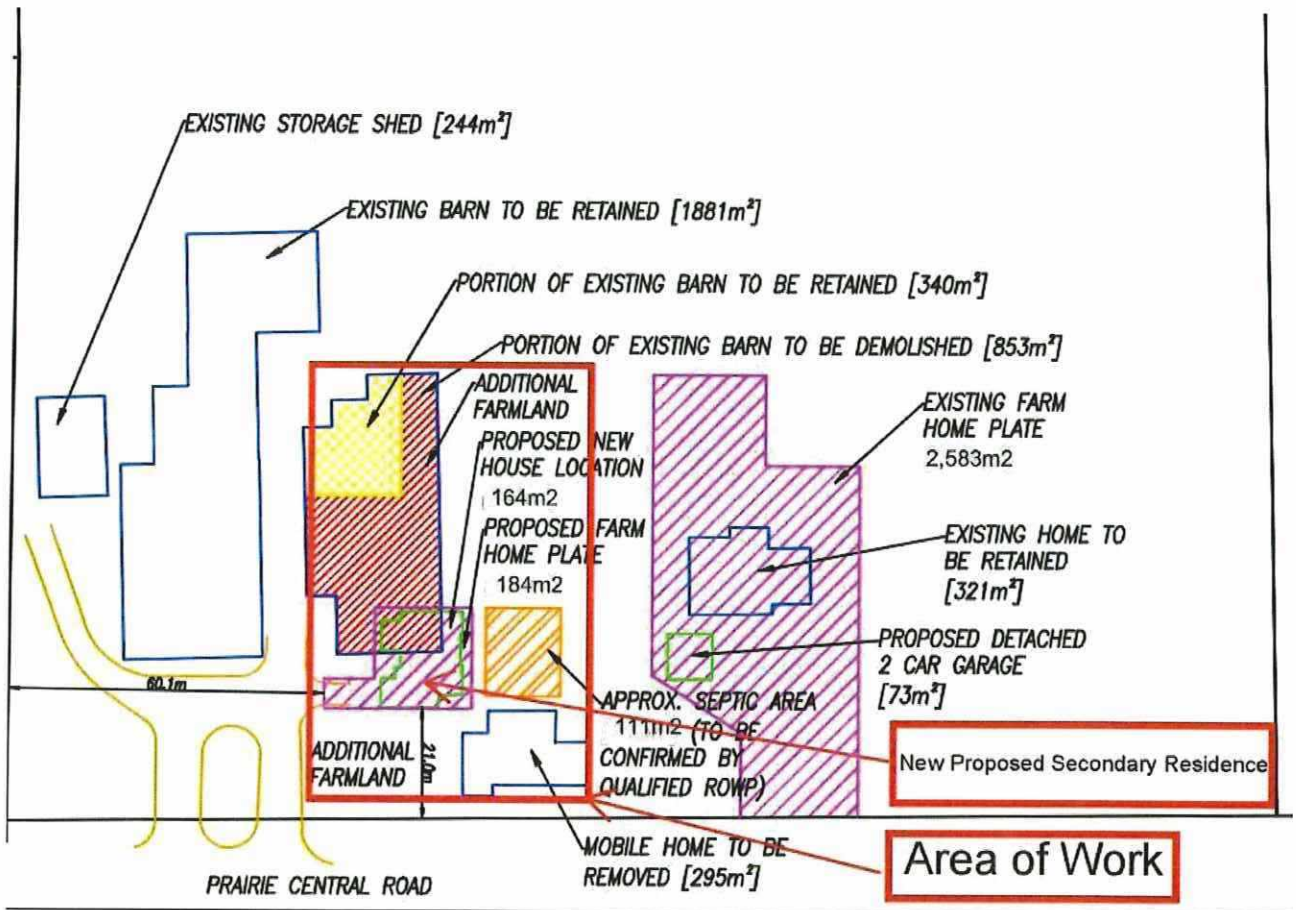 EXISTING STORAGE SHED [244m²]
EXISTING BARN TO BE RETAINED [1881m²]
PORTION OF EXISTING BARN TO BE RETAINED [340m²]
PORTION OF EXISTING BARN TO BE DEMOLISHED [853m²]
ADDITIONAL
FARMLAND
PROPOSED NEW
HOUSE LOCATION
164m2
PROPOSED FARM
HOME PLATE
184m2
EXISTING FARM
HOME PLATE
2,583m2
EXISTING HOME TO
BE RETAINED
[321m²]
PROPOSED DETACHED
2 CAR GARAGE
[73m²]
60.1m
APPROX. SEPTIC AREA
111m2 (TO BE
CONFIRMED BY
QUALIFIED ROWP)
ADDITIONAL
FARMLAND
21.0m
New Proposed Secondary Residence
MOBILE HOME TO BE
REMOVED [295m²]
Area of Work
PRAIRIE CENTRAL ROAD